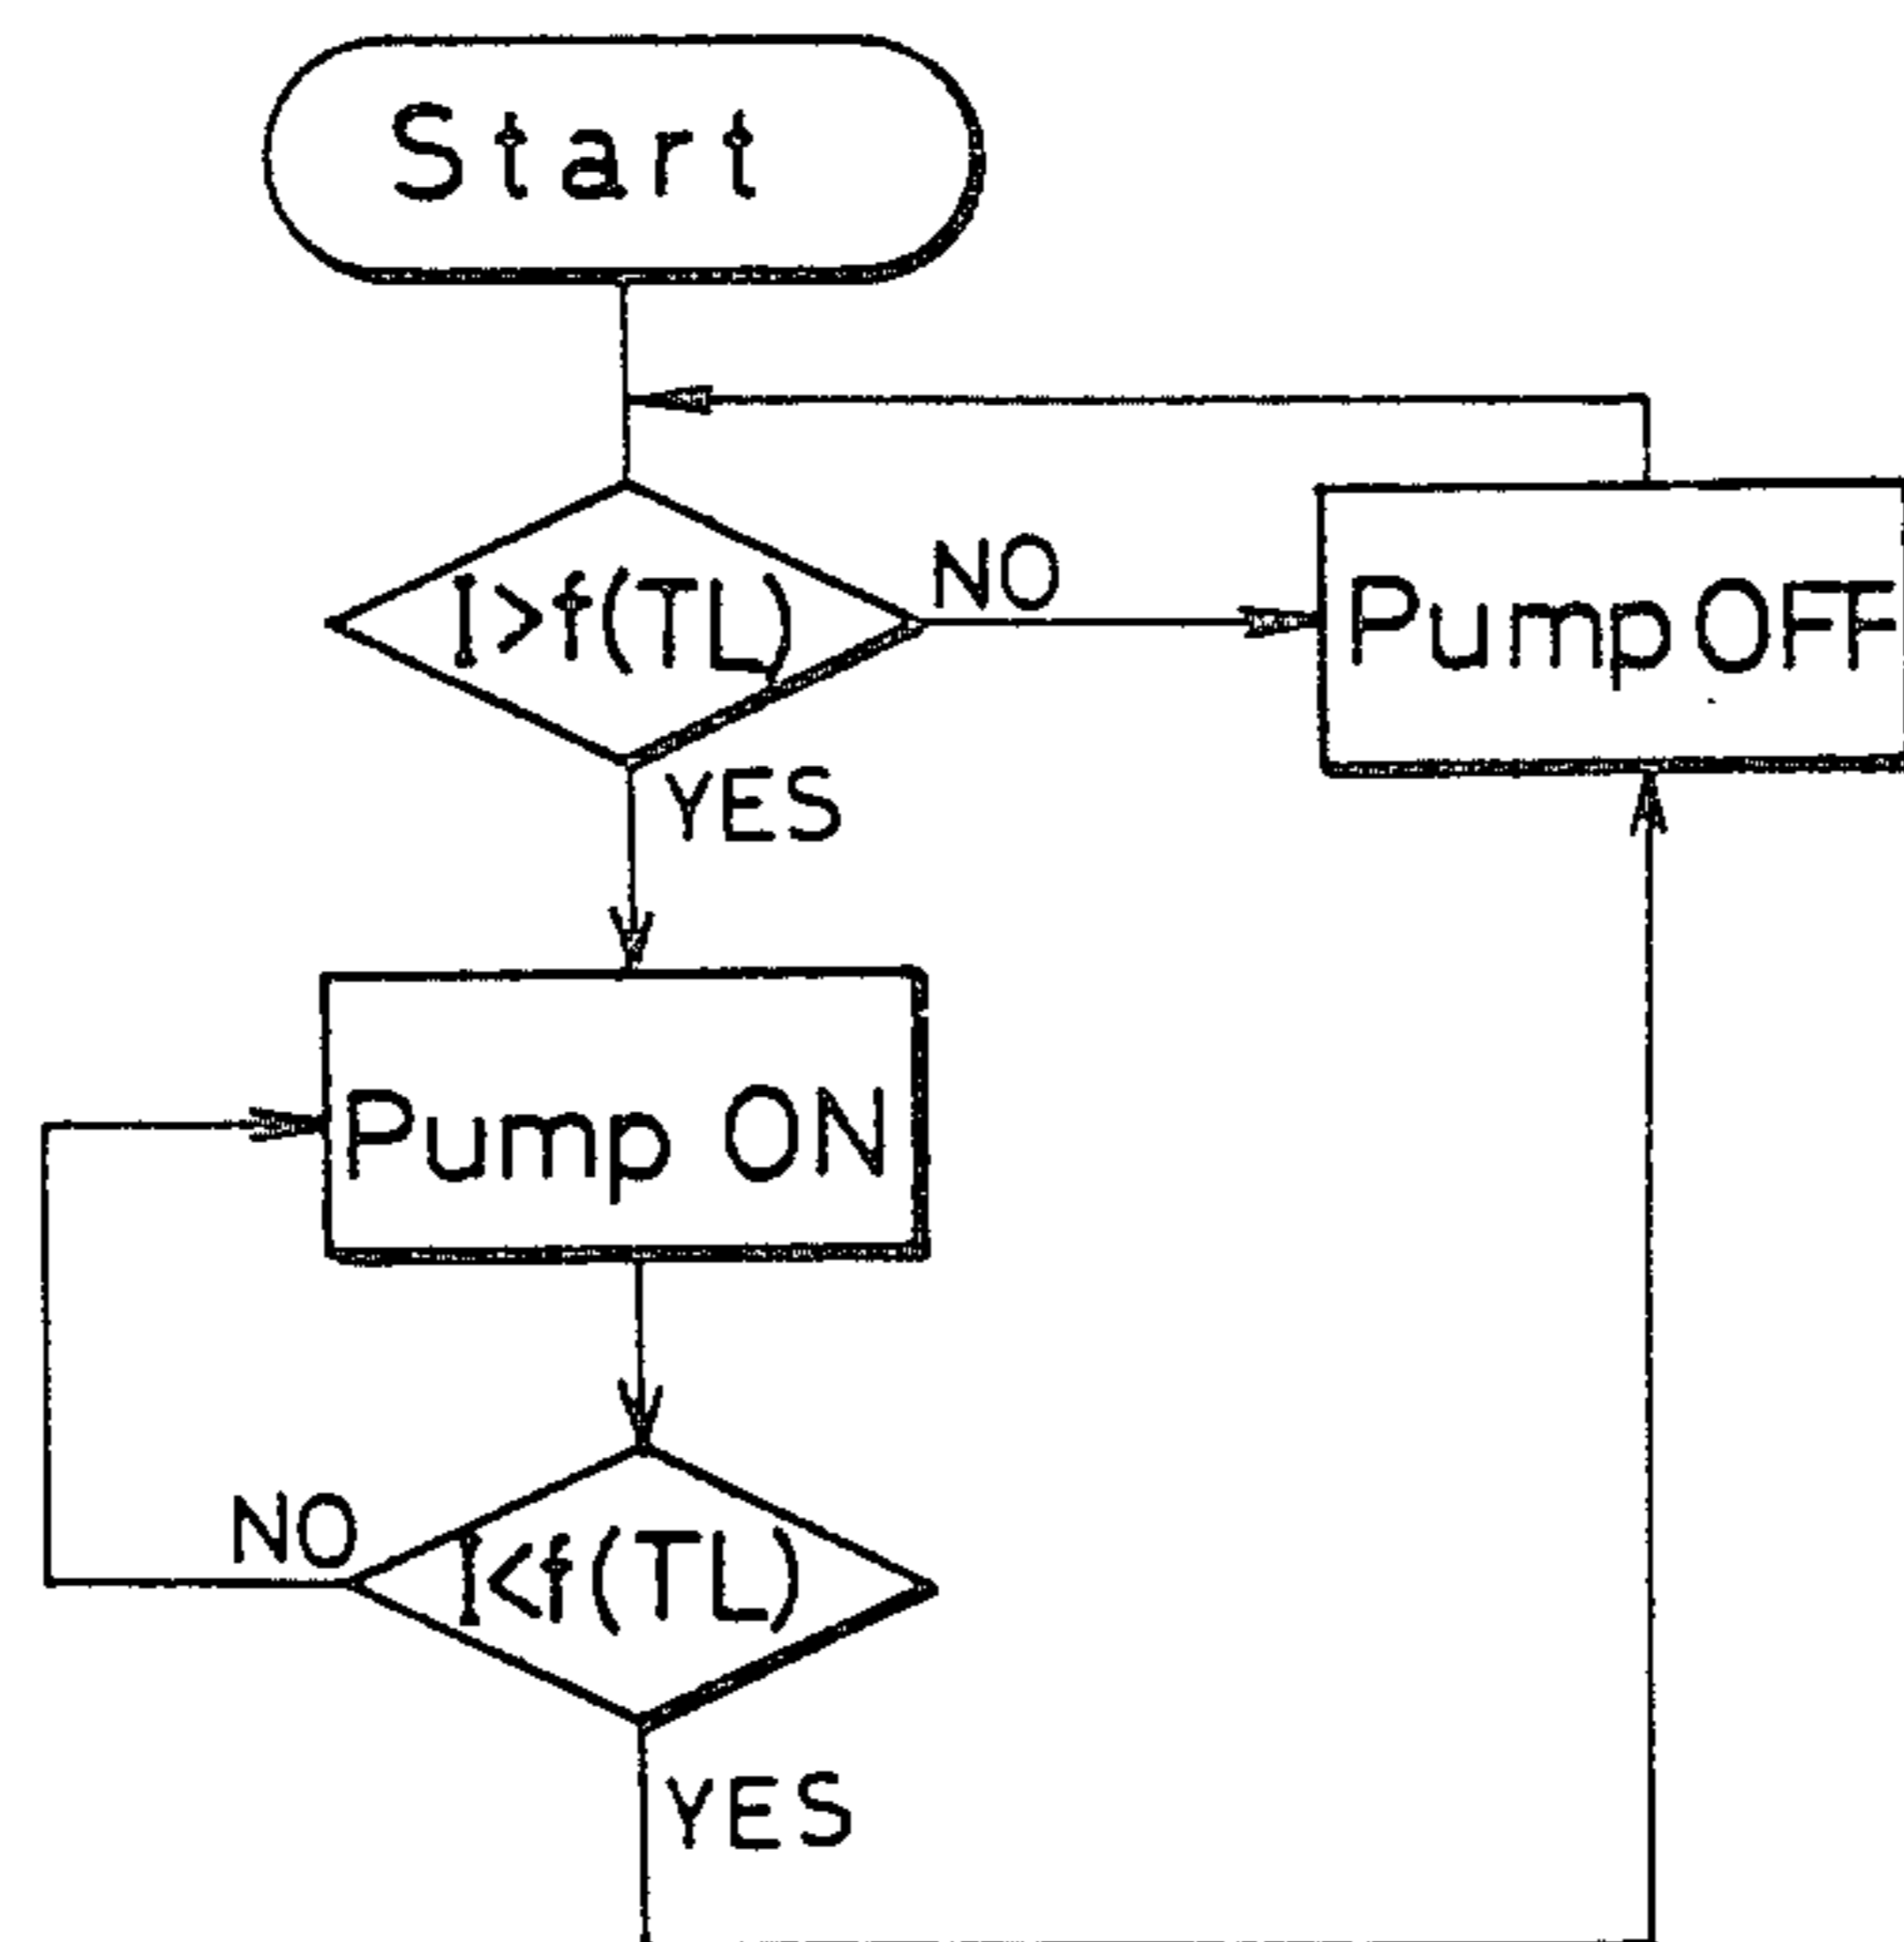 Start
I>f(TL)
NO
Pump OFF
YES
Pump ON
NO
I<f(TL)
YES